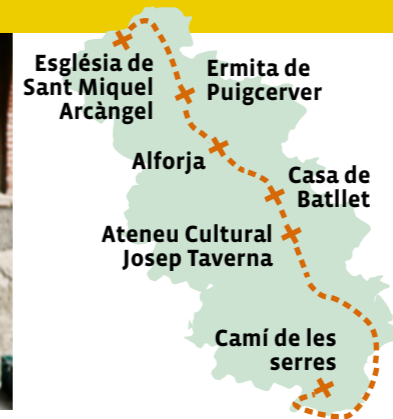 Església de
Sant Miquel
Arcàngel
Ermita de
Puigcerver
Alforja
Casa de
Batllet
Ateneu Cultural
Josep Taverna
Camí de les
serres